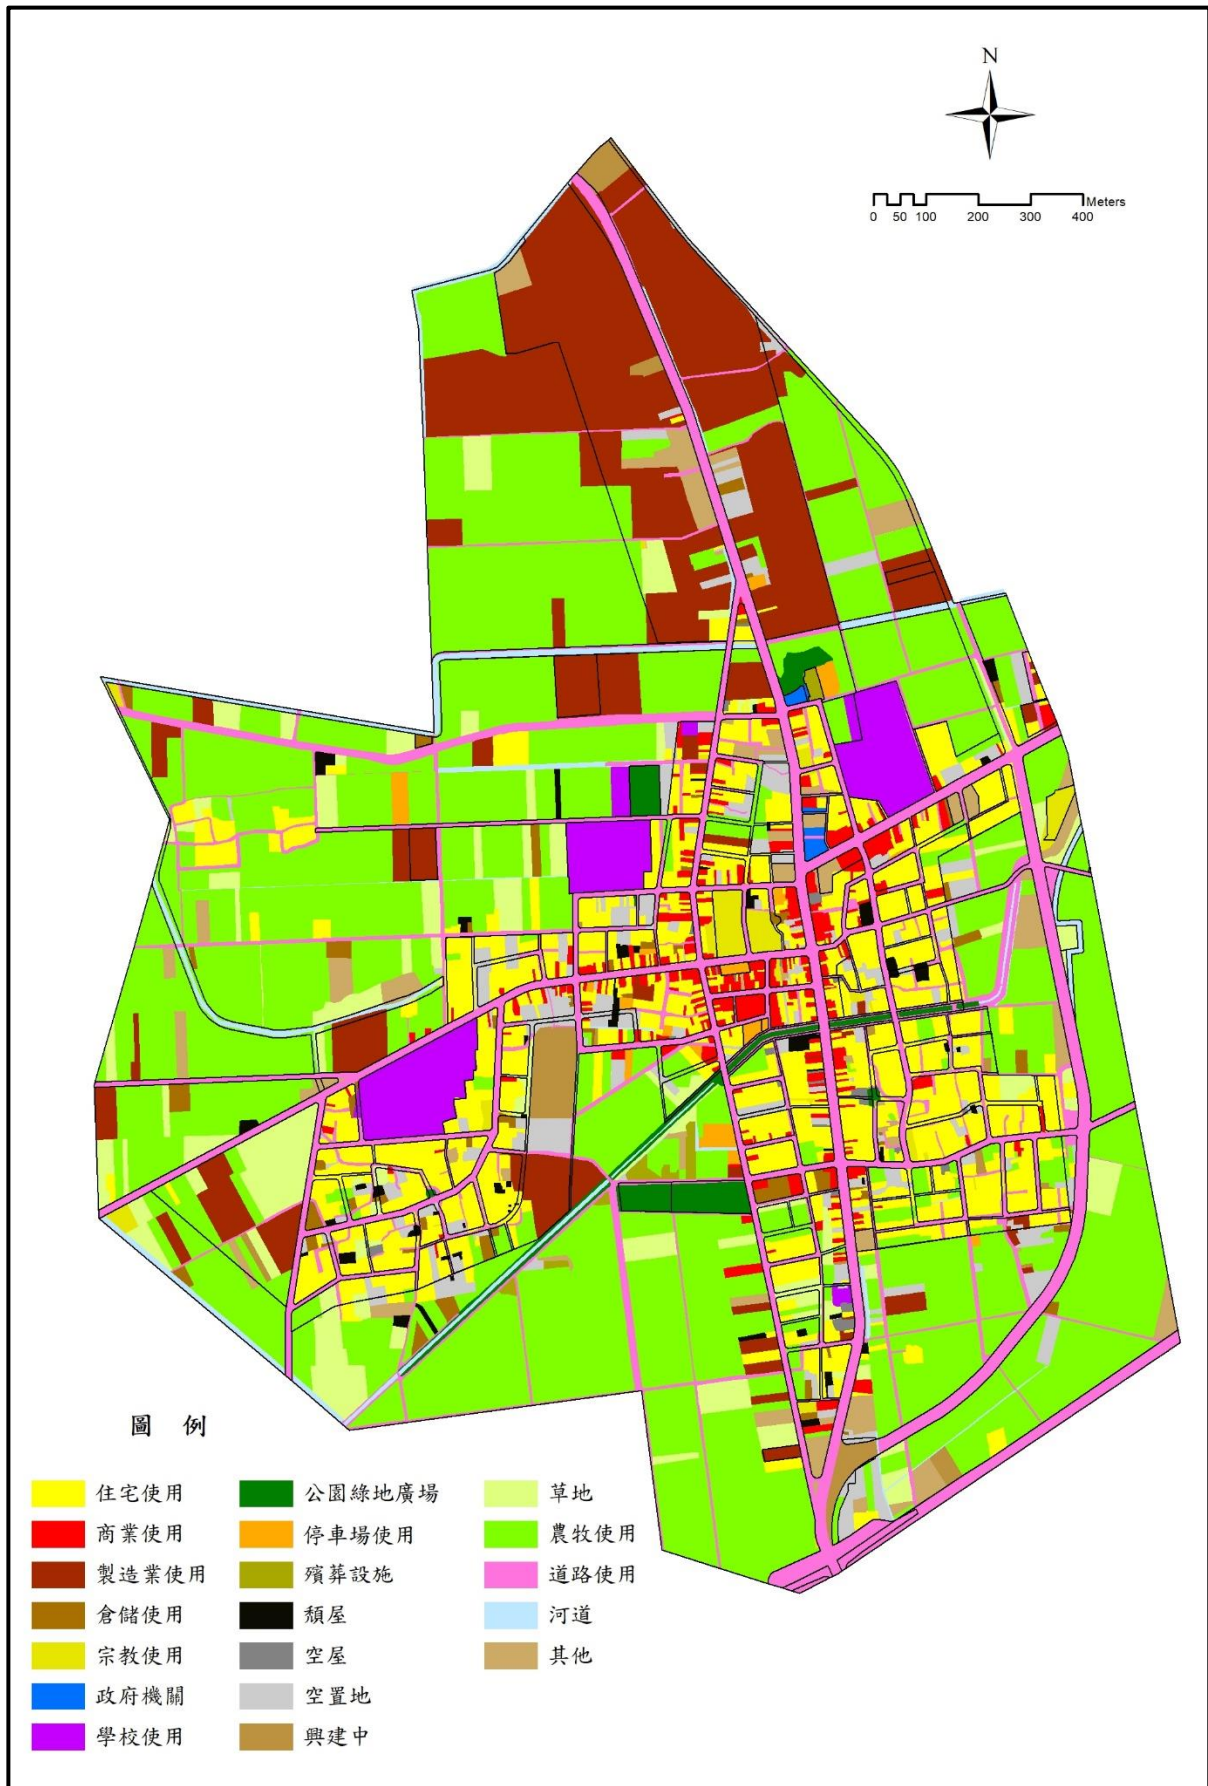 N
Meters
0 50 100 200 300 400
圖 例
住宅使用
商業使用
製造業使用
倉儲使用
宗教使用
政府機關
學校使用
公園綠地廣場
停車場使用
殯葬設施
頹屋
空屋
空置地
興建中
草地
農牧使用
道路使用
河道
其他